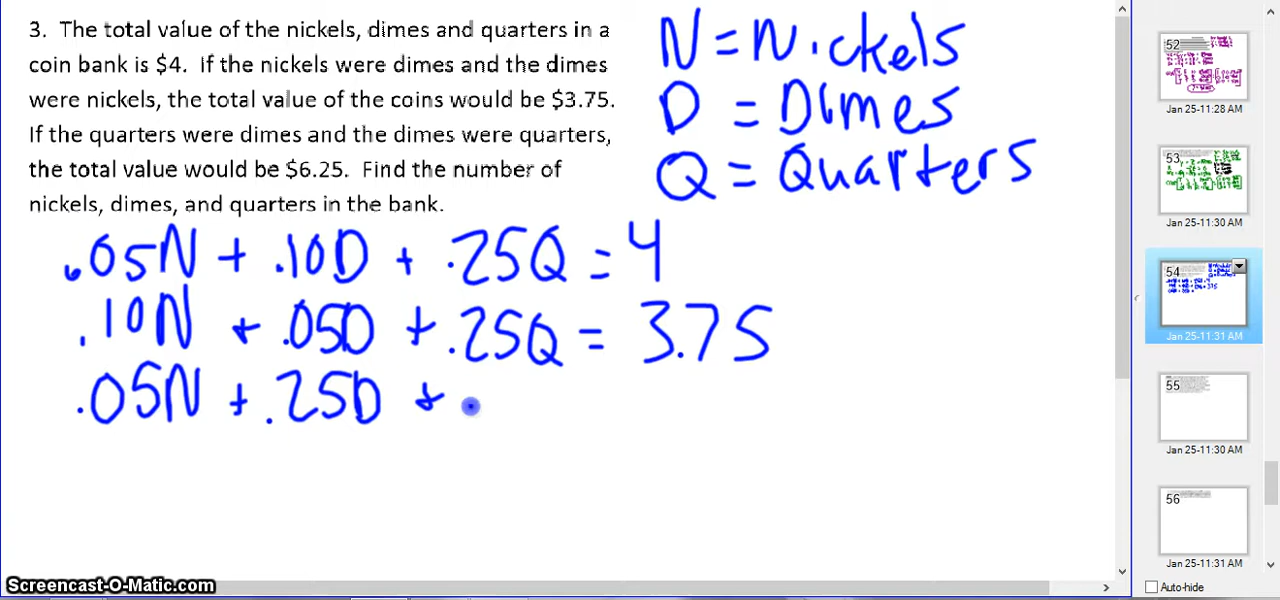 3. The total value of the nickels, dimes and quarters in a
coin bank is $4. If the nickels were dimes and the dimes
were nickels, the total value of the coins would be $3.75.
If the quarters were dimes and the dimes were quarters,
the total value would be $6.25. Find the number of
nickels, dimes, and quarters in the bank.
N = Nickels
D = Dimes
Q = Quarters
.05N + .10D + .25Q = 4
.10N + .05D + .25Q = 3.75
.05N + .25D +
52
Jan 25-11:28 AM
53
Jan 25-11:30 AM
54
Jan 25-11:31 AM
55
Jan 25-11:30 AM
56
Jan 25-11:31 AM
Auto-hide
Screencast-O-Matic.com